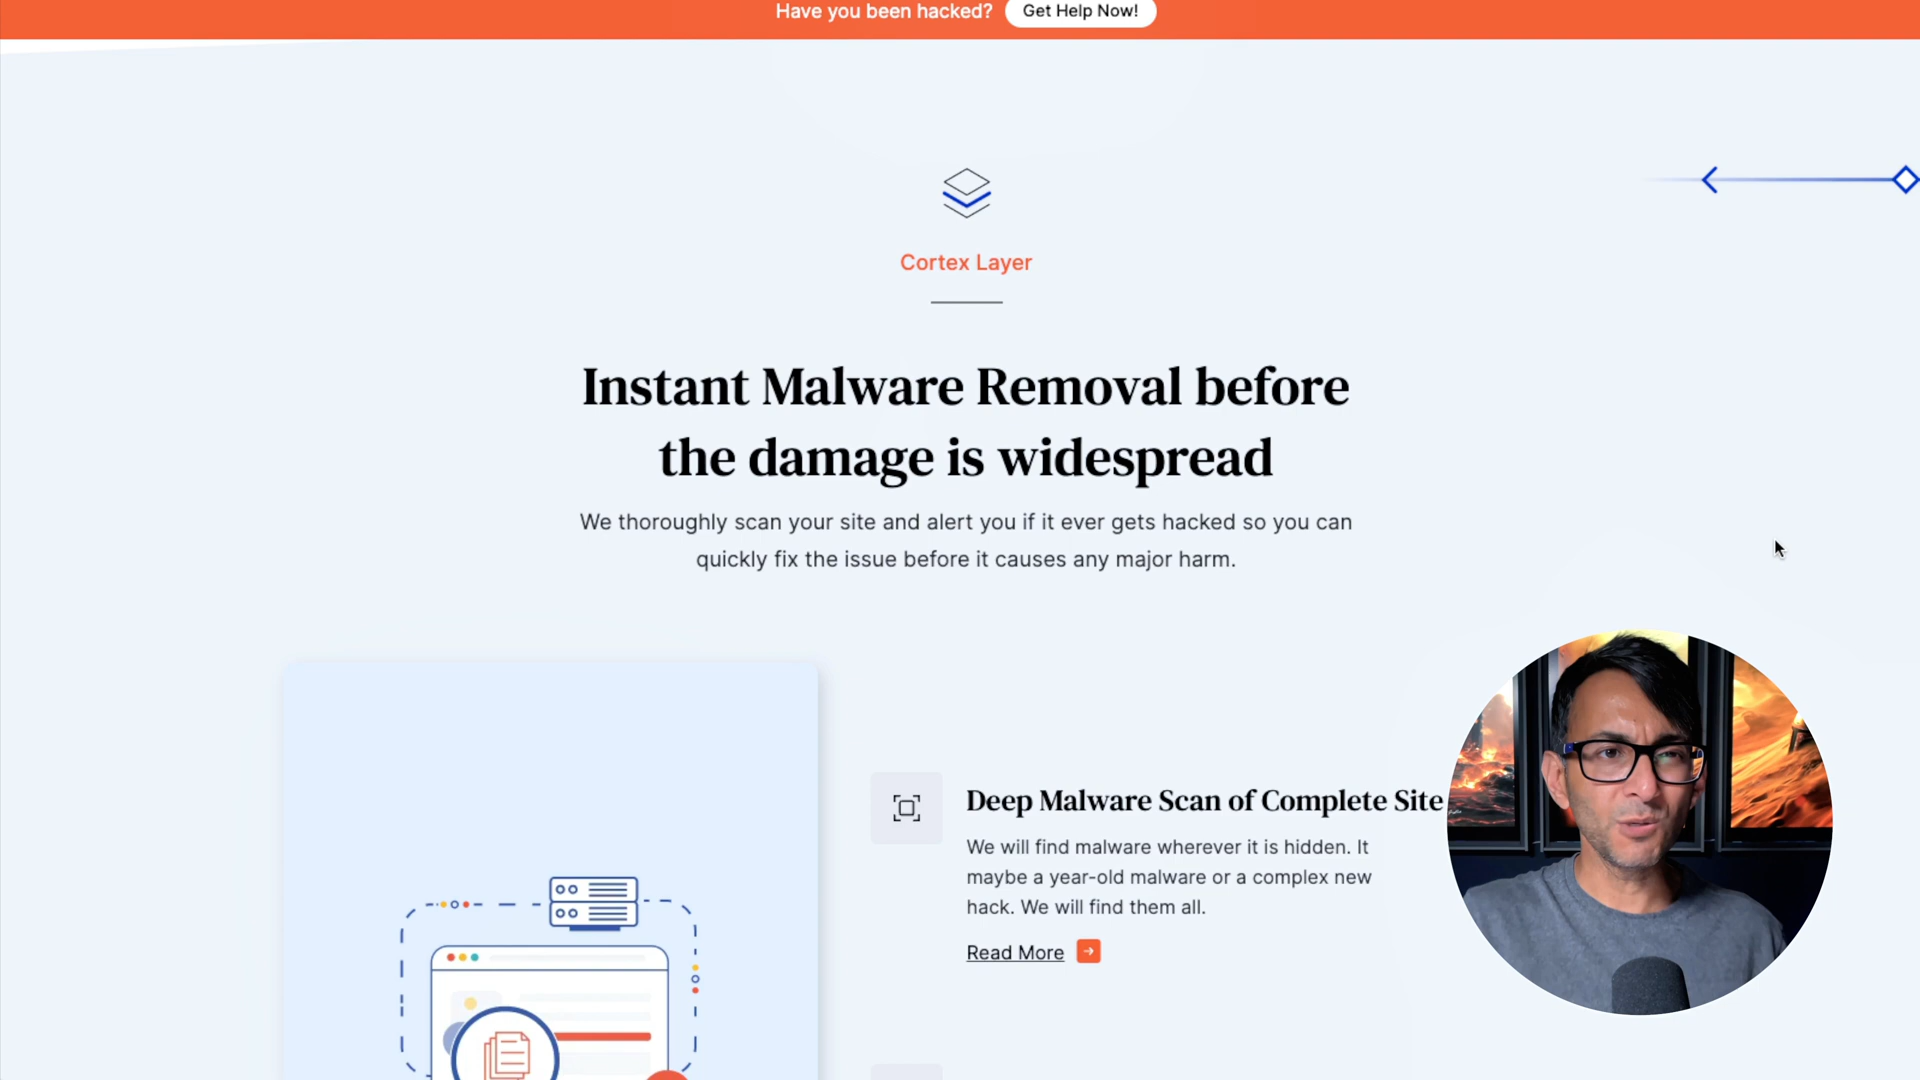 Have you been hacked?
Get Help Now!
Cortex Layer
Instant Malware Removal before
the damage is widespread
We thoroughly scan your site and alert you if it ever gets hacked so you can
quickly fix the issue before it causes any major harm.
Deep Malware Scan of Complete Site
We will find malware wherever it is hidden. It
maybe a year-old malware or a complex new
hack. We will find them all.
Read More